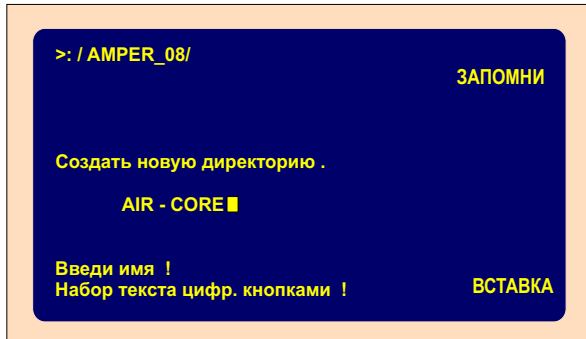 >: / AMPER_08/
ЗАПОМНИ
Создать новую директорию .
AIR - CORE
Введи имя !
Набор текста цифр. кнопками !
ВСТАВКА